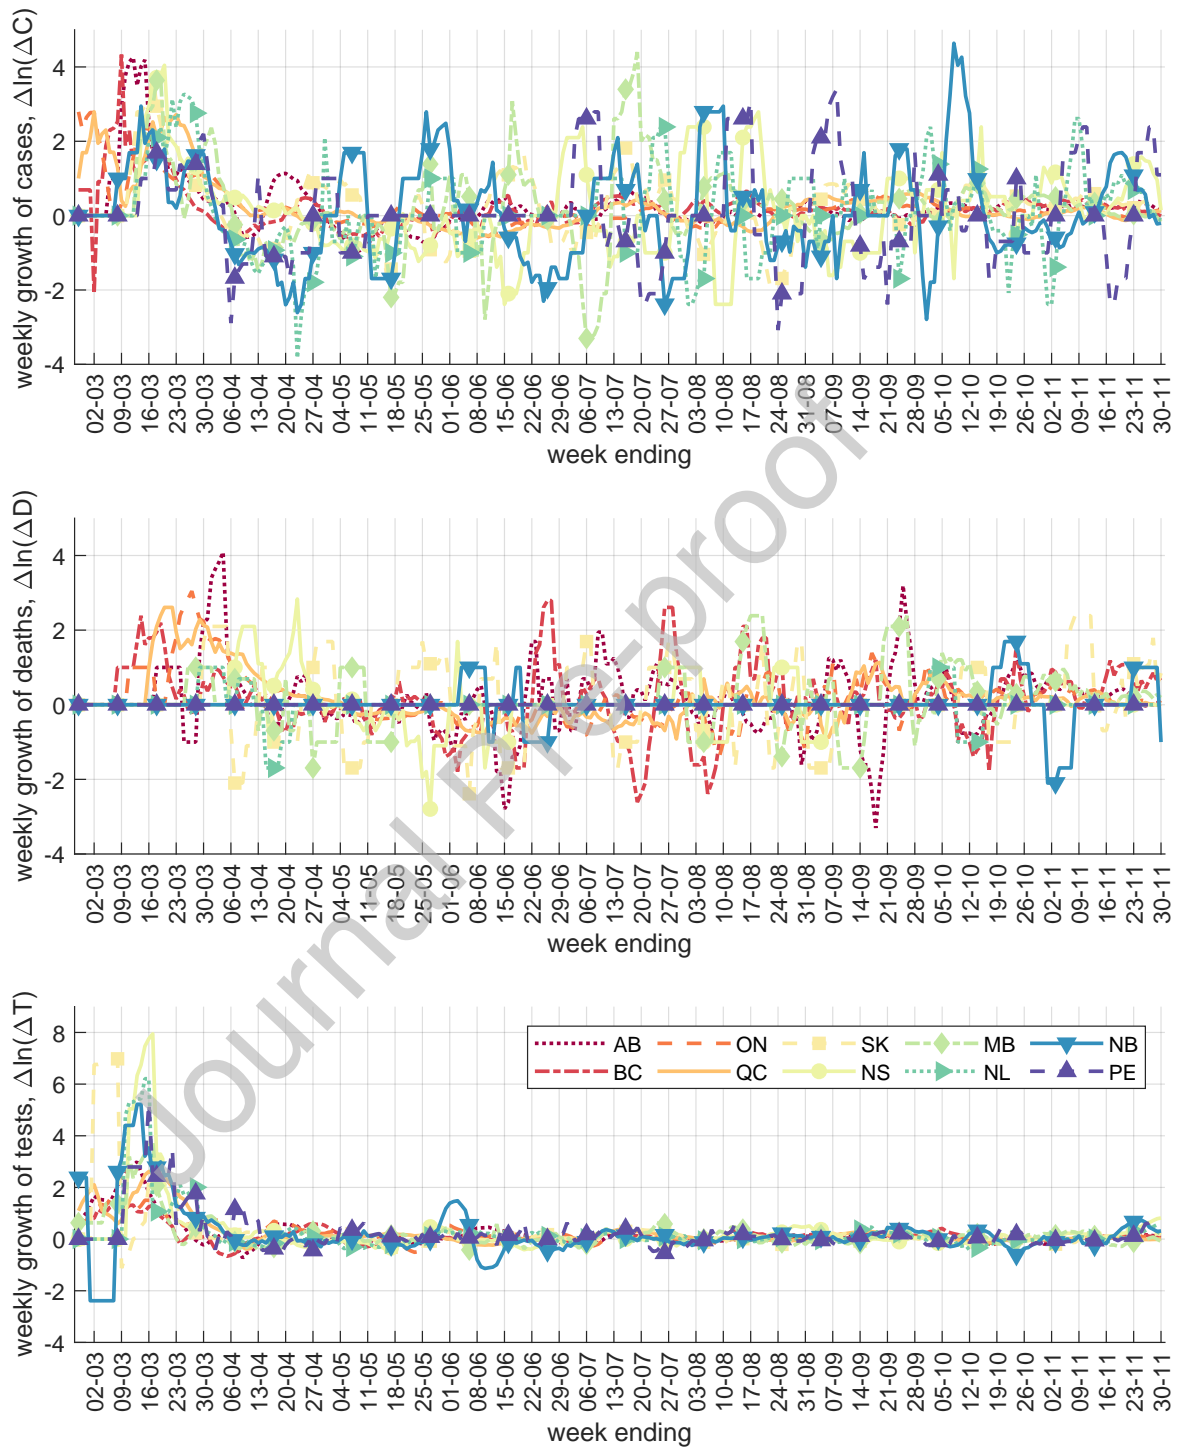 weekly growth of cases, Δln(ΔC)
4
2
0
-2
-4
02-03 09-03 16-03 23-03 30-03 06-04 13-04 20-04 27-04 04-05 11-05 18-05 25-05 01-06 08-06 15-06 22-06 29-06 06-07 13-07 20-07 27-07 03-08 10-08 17-08 24-08 31-08 07-09 14-09 21-09 28-09 05-10 12-10 19-10 26-10 02-11 09-11 16-11 23-11 30-11
week ending
weekly growth of deaths, Δln(ΔD)
4
2
0
-2
-4
02-03 09-03 16-03 23-03 30-03 06-04 13-04 20-04 27-04 04-05 11-05 18-05 25-05 01-06 08-06 15-06 22-06 29-06 06-07 13-07 20-07 27-07 03-08 10-08 17-08 24-08 31-08 07-09 14-09 21-09 28-09 05-10 12-10 19-10 26-10 02-11 09-11 16-11 23-11 30-11
week ending
weekly growth of tests, Δln(ΔT)
8
6
4
2
0
-2
-4
AB ON SK MB NB
BC QC NS NL PE
02-03 09-03 16-03 23-03 30-03 06-04 13-04 20-04 27-04 04-05 11-05 18-05 25-05 01-06 08-06 15-06 22-06 29-06 06-07 13-07 20-07 27-07 03-08 10-08 17-08 24-08 31-08 07-09 14-09 21-09 28-09 05-10 12-10 19-10 26-10 02-11 09-11 16-11 23-11 30-11
week ending
Journal Pre-proof